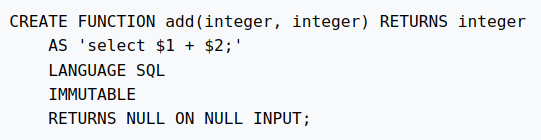 CREATE FUNCTION add(integer, integer) RETURNS integer
    AS 'select $1 + $2;'
    LANGUAGE SQL
    IMMUTABLE
    RETURNS NULL ON NULL INPUT;